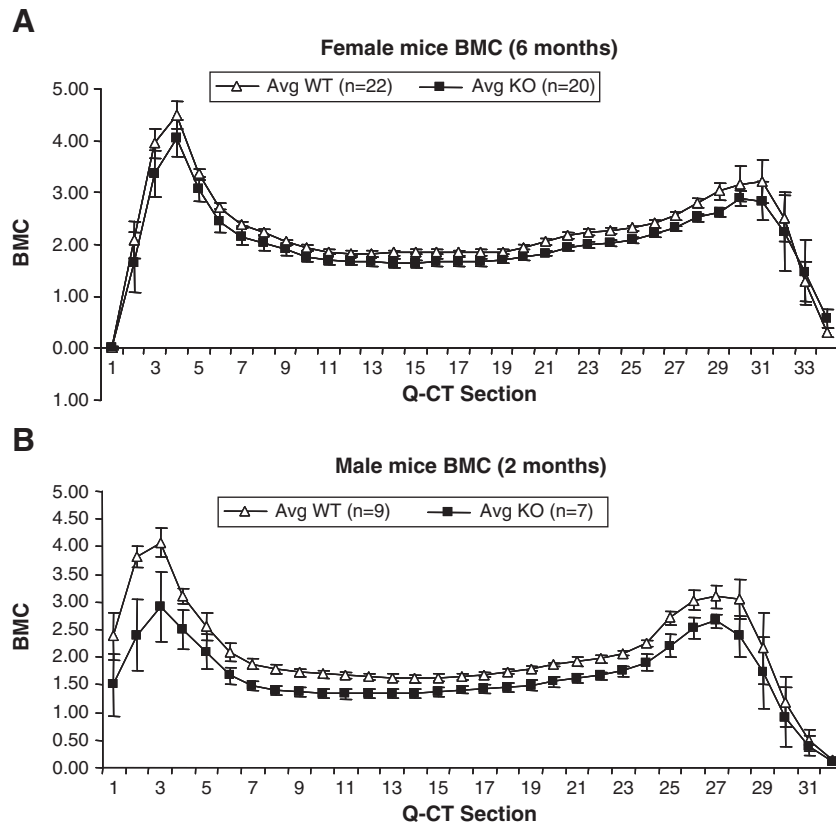 A
Female mice BMC (6 months)
Avg WT (n=22) Avg KO (n=20)
5.00
4.00
3.00
2.00
1.00
0.00
1.00
BMC
1 3 5 7 9 11 13 15 17 19 21 23 25 27 29 31 33
Q-CT Section
B
Male mice BMC (2 months)
Avg WT (n=9) Avg KO (n=7)
5.00
4.50
4.00
3.50
3.00
2.50
2.00
1.50
1.00
0.50
0.00
BMC
1 3 5 7 9 11 13 15 17 19 21 23 25 27 29 31
Q-CT Section